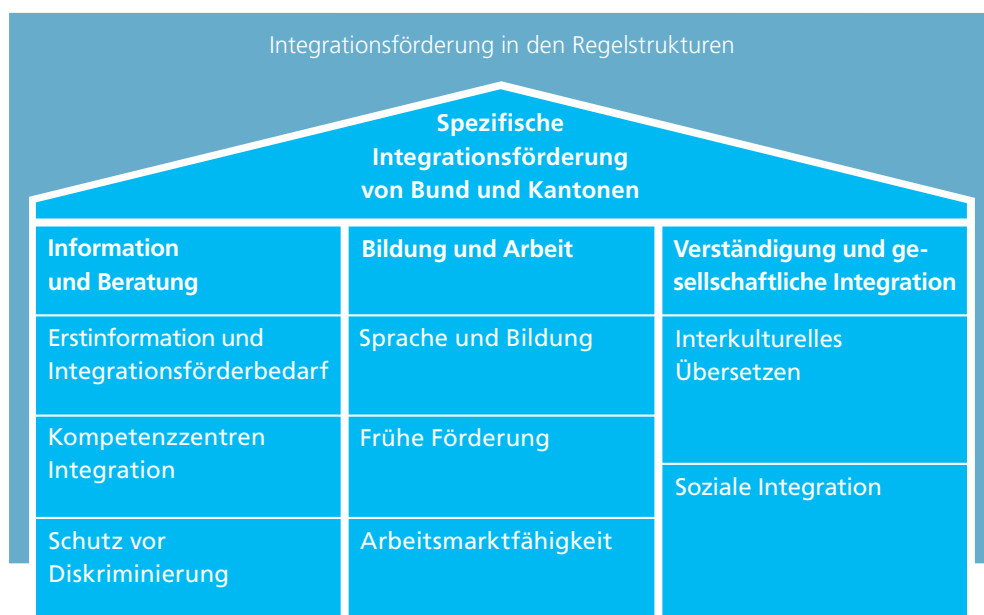 Integrationsförderung in den Regelstrukturen
Spezifische
Integrationsförderung
von Bund und Kantonen
Information
und Beratung
Erstinformation und
Integrationsförderbedarf
Kompetenzzentren
Integration
Schutz vor
Diskriminierung
Bildung und Arbeit
Sprache und Bildung
Frühe Förderung
Arbeitsmarktfähigkeit
Verständigung und ge-
sellschaftliche Integration
Interkulturelles
Übersetzen
Soziale Integration